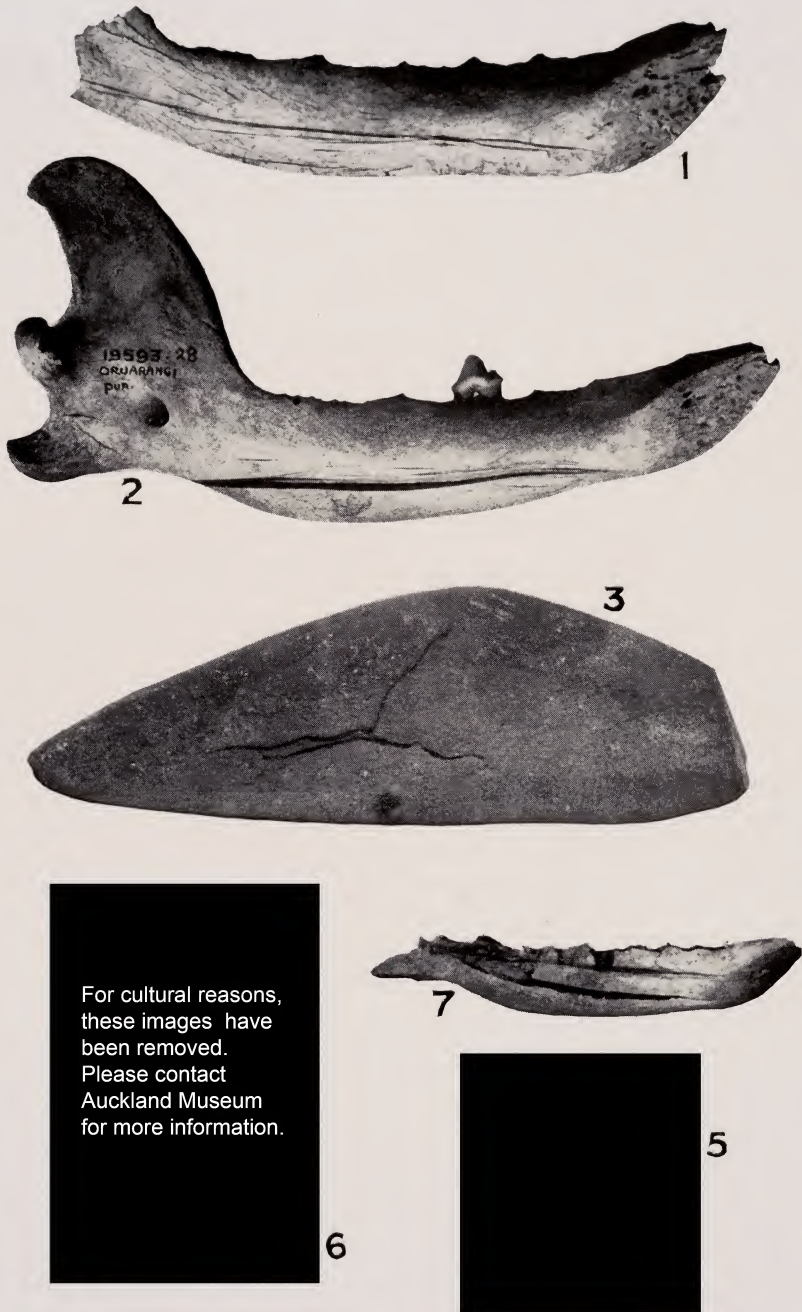 1
19593.28
ORUARANGI
pur.
2
3
For cultural reasons,
these images have
been removed.
Please contact
Auckland Museum
for more information.
7
5
6